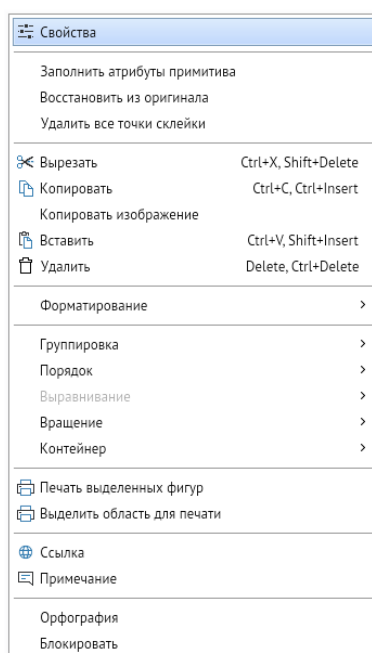 Свойства
Заполнить атрибуты примитива
Восстановить из оригинала
Удалить все точки склейки
Вырезать Ctrl+X, Shift+Delete
Копировать Ctrl+C, Ctrl+Insert
Копировать изображение
Вставить Ctrl+V, Shift+Insert
Удалить Delete, Ctrl+Delete
Форматирование
Группировка
Порядок
Выравнивание
Вращение
Контейнер
Печать выделенных фигур
Выделить область для печати
Ссылка
Примечание
Орфография
Блокировать